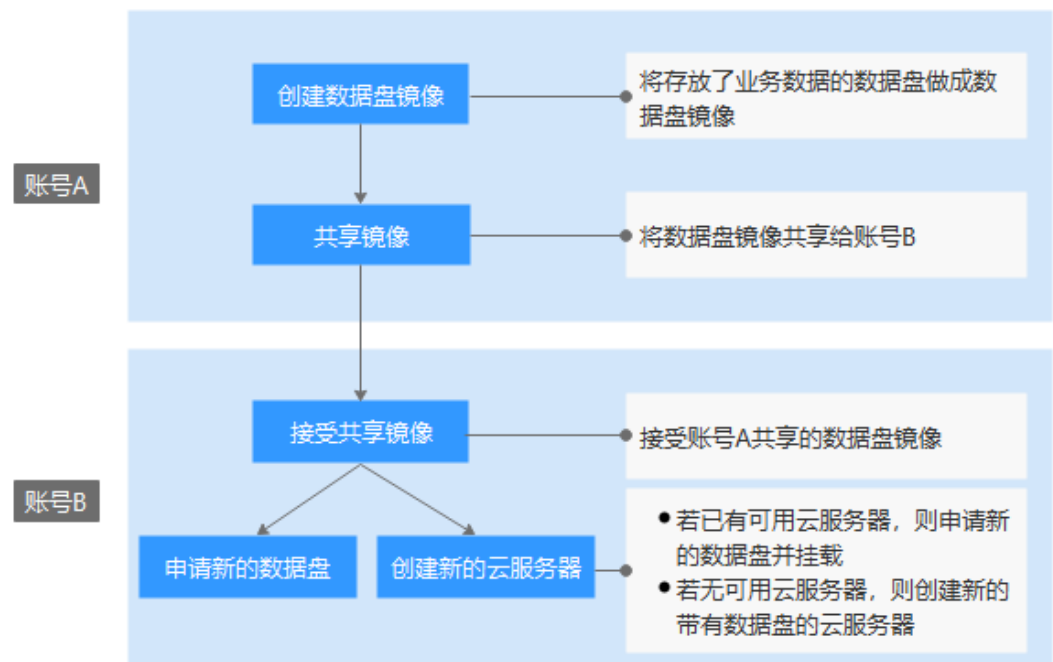 账号A
创建数据盘镜像
将存放了业务数据的数据盘做成数
据盘镜像
共享镜像
将数据盘镜像共享给账号B
账号B
接受共享镜像
接受账号A共享的数据盘镜像
申请新的数据盘
创建新的云服务器
●若已有可用云服务器，则申请新
的数据盘并挂载
●若无可用云服务器，则创建新的
带有数据盘的云服务器